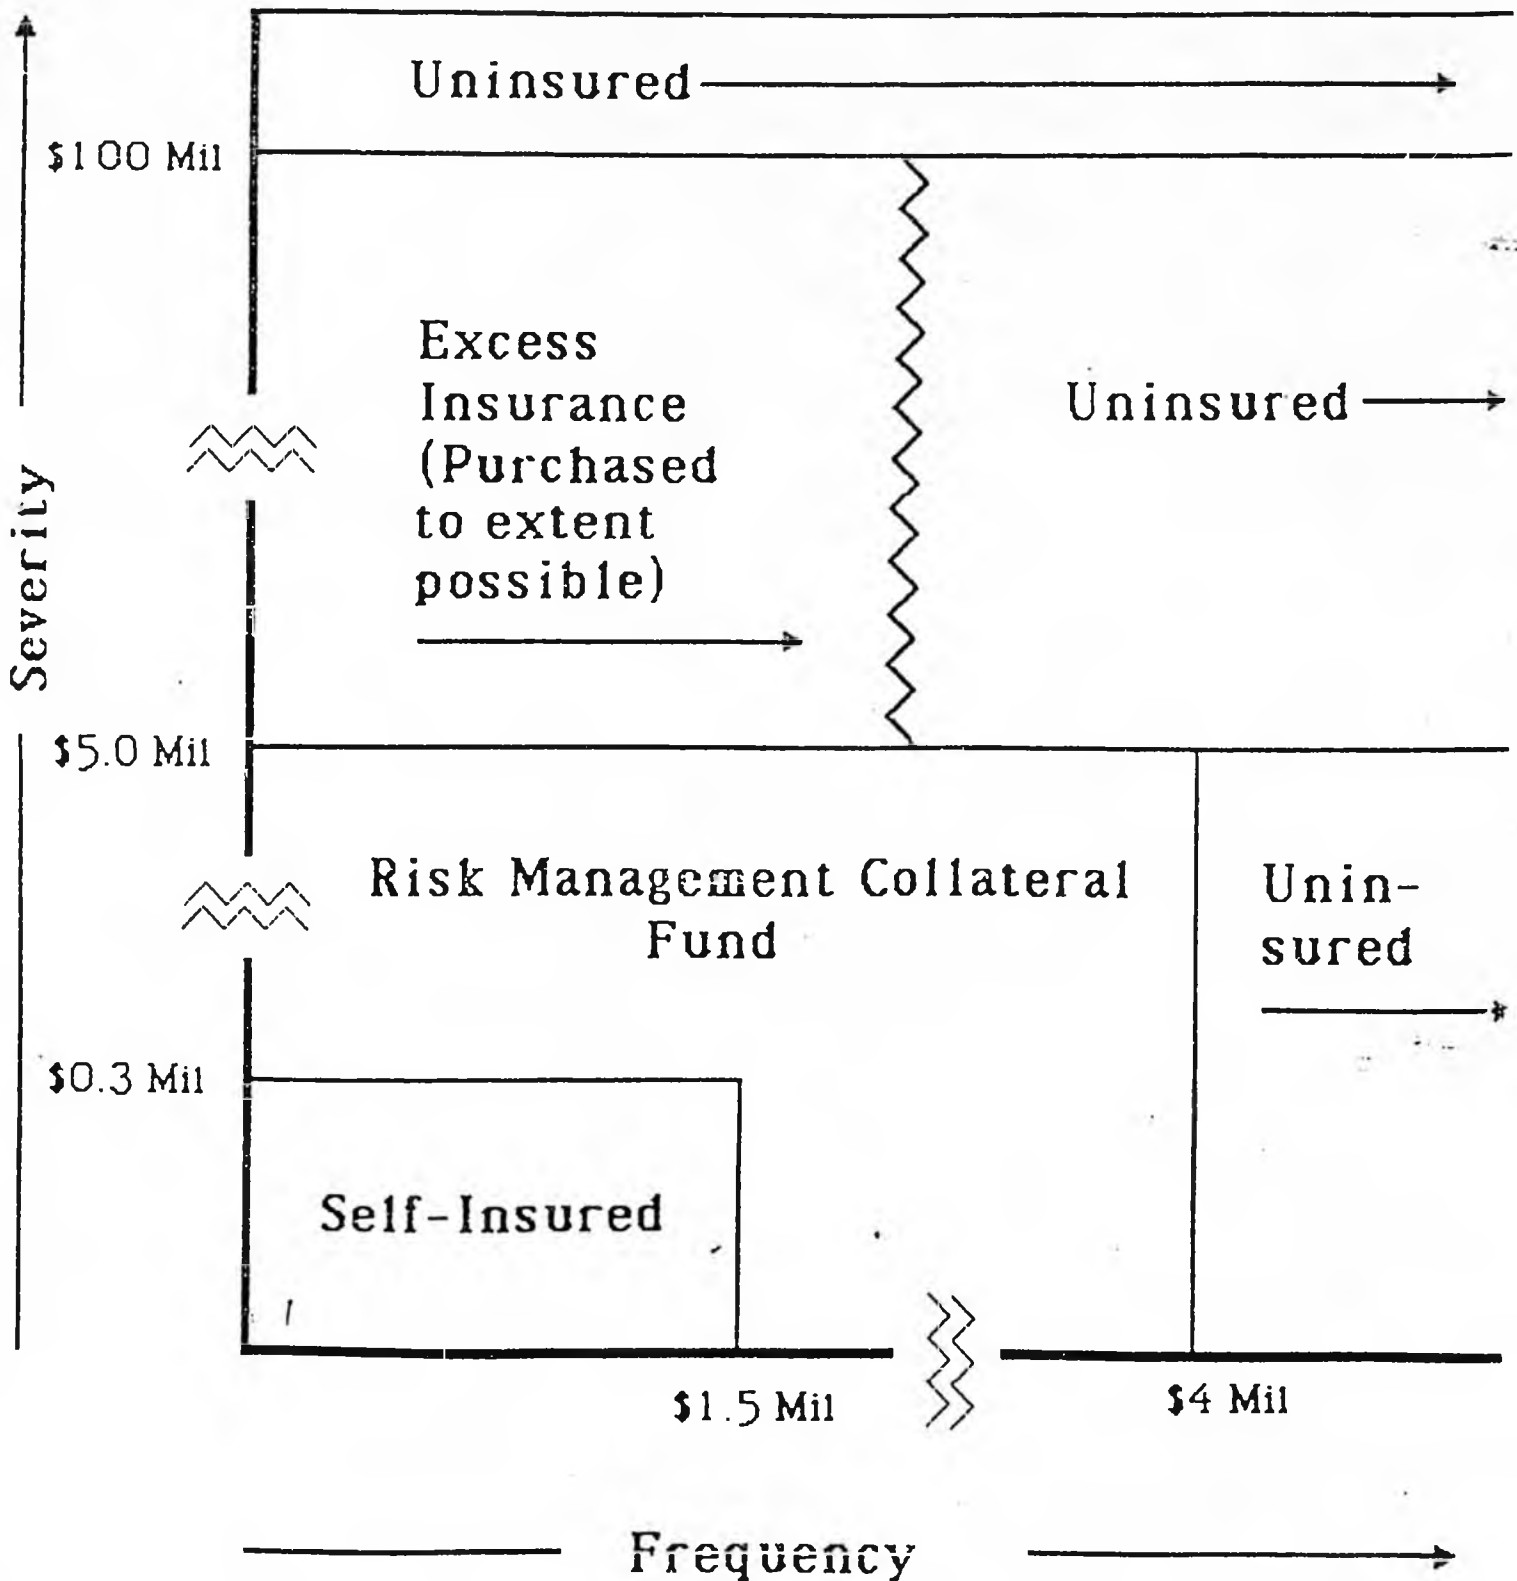 Uninsured
$100 Mil
Excess
Insurance
(Purchased
to extent
possible)
Uninsured
Severity
$5.0 Mil
Risk Management Collateral
Fund
Unin-
sured
$0.3 Mil
Self-Insured
$1.5 Mil
$4 Mil
Frequency